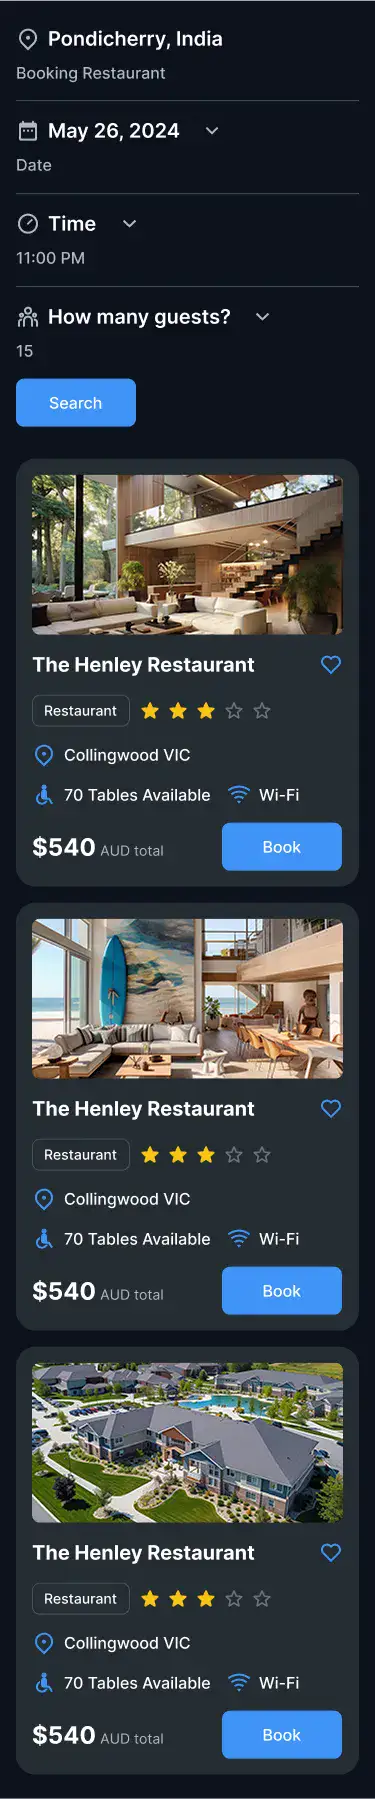 Pondicherry, India
Booking Restaurant
May 26, 2024
Date
Time
11:00 PM
How many guests?
15
Search
The Henley Restaurant
Restaurant
Collingwood VIC
70 Tables Available Wi-Fi
$540 AUD total Book
The Henley Restaurant
Restaurant
Collingwood VIC
70 Tables Available Wi-Fi
$540 AUD total Book
The Henley Restaurant
Restaurant
Collingwood VIC
70 Tables Available Wi-Fi
$540 AUD total Book